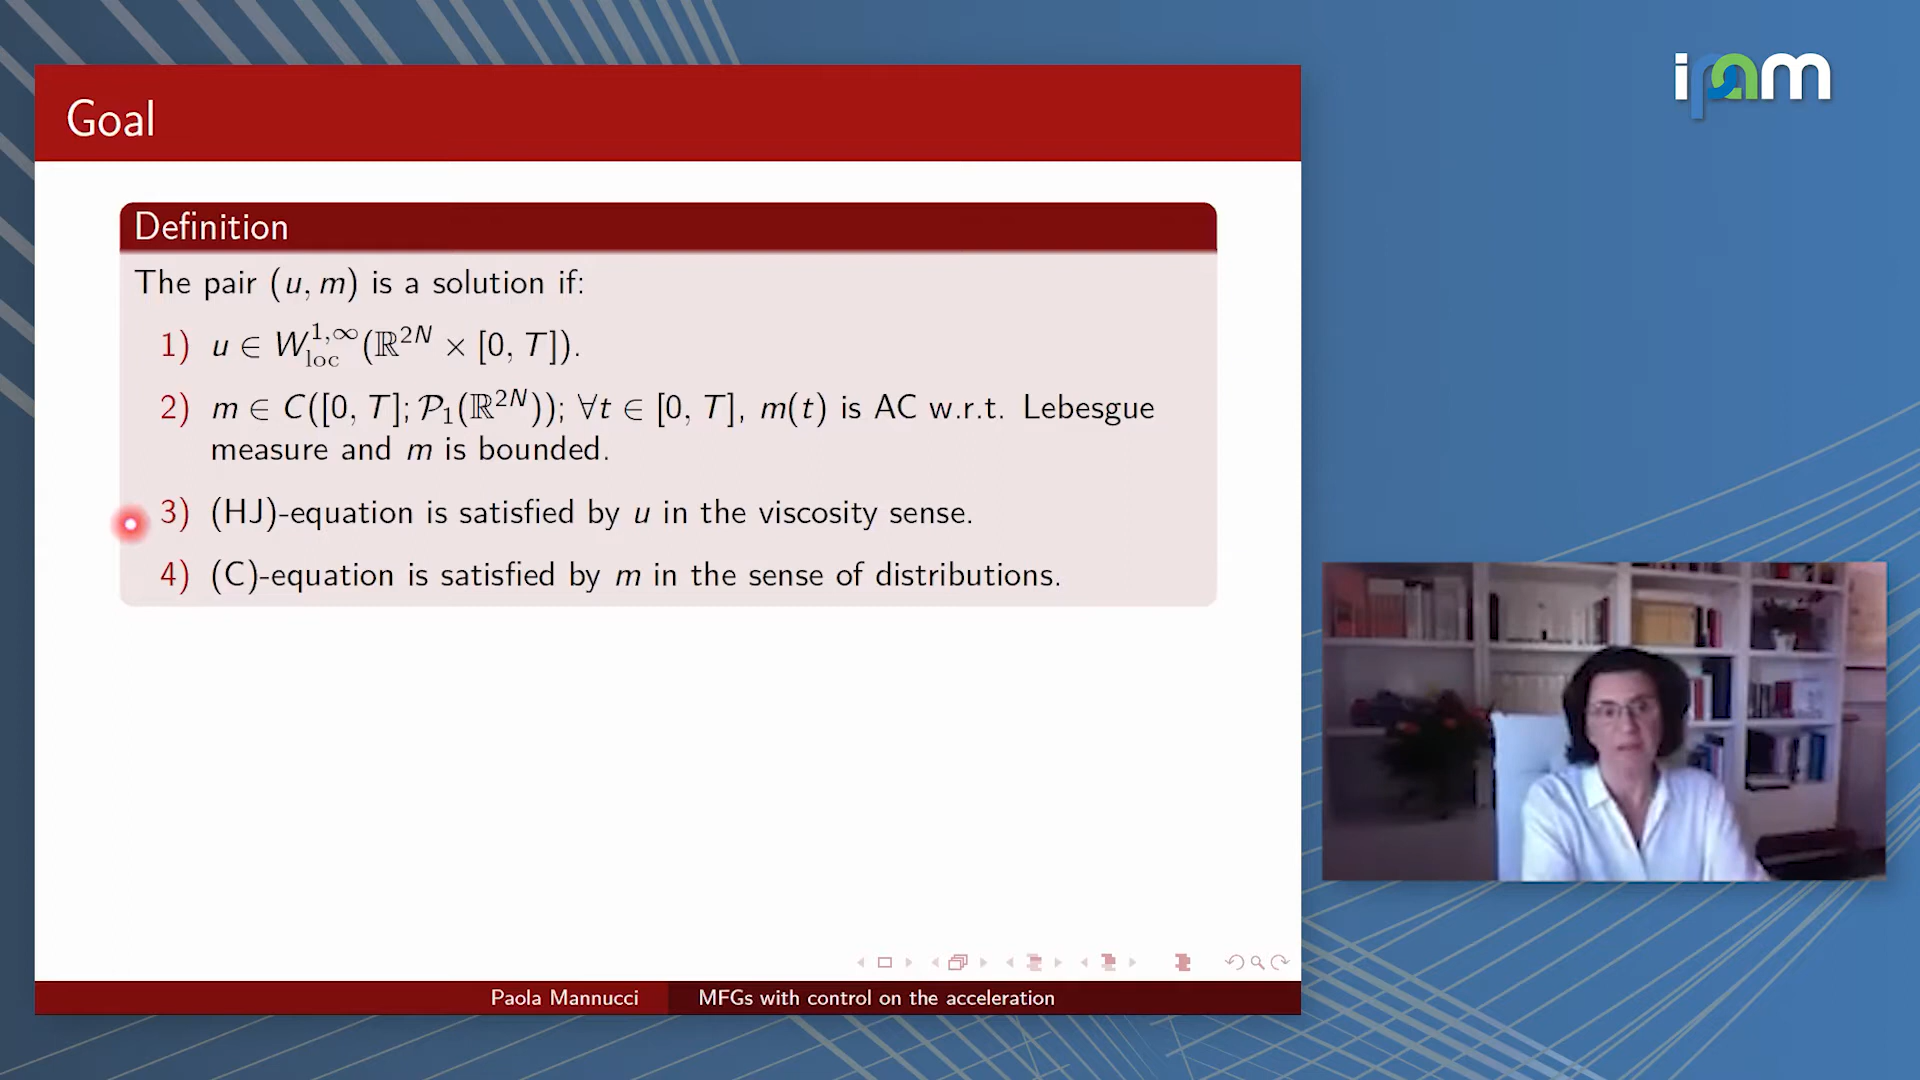 ipam
Goal
Definition
The pair (u, m) is a solution if:
1) u ∈ W^{1,∞}_{loc}(ℝ^{2N} × [0, T]).
2) m ∈ C([0, T]; 𝒫₁(ℝ^{2N})); ∀t ∈ [0, T], m(t) is AC w.r.t. Lebesgue
measure and m is bounded.
3) (HJ)-equation is satisfied by u in the viscosity sense.
4) (C)-equation is satisfied by m in the sense of distributions.
Paola Mannucci MFGs with control on the acceleration